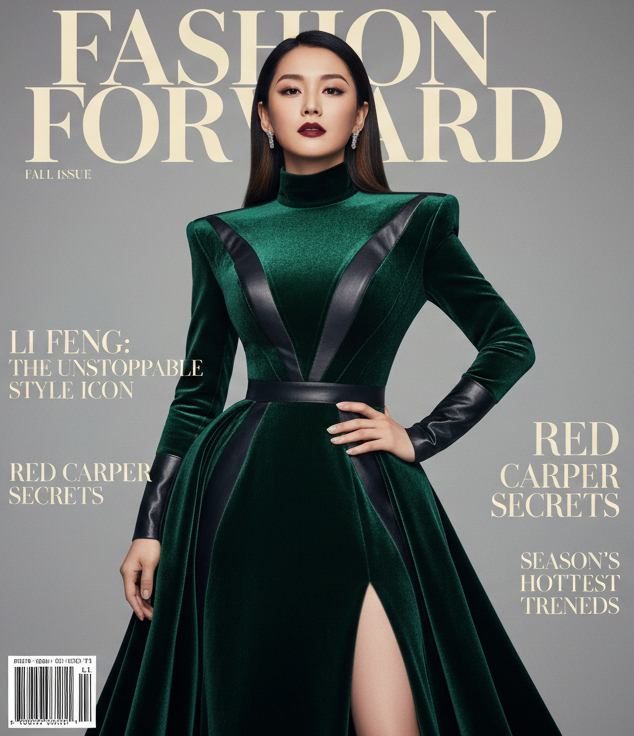 FASHION
FORWARD
FALL ISSUE
LI FENG:
THE UNSTOPPABLE
STYLE ICON
RED CARPER
SECRETS
RED
CARPER
SECRETS
SEASON'S
HOTTEST
TRENEDS